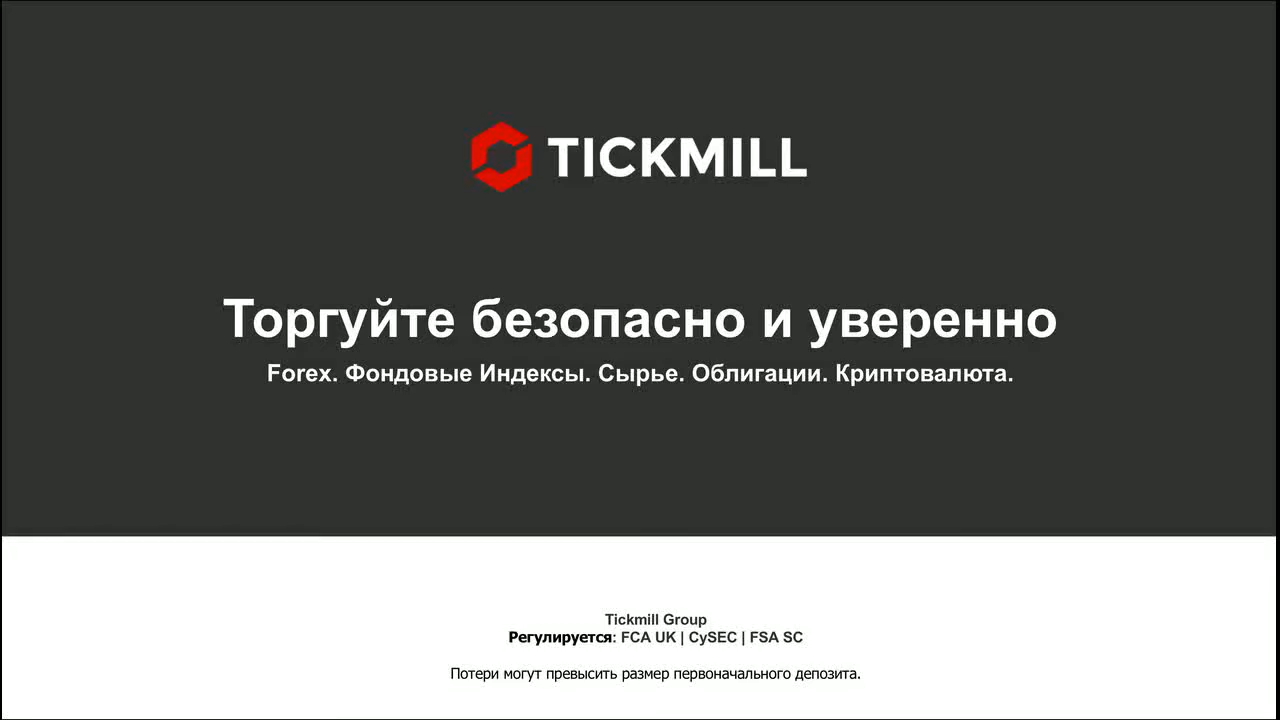 TICKMILL
Торгуйте безопасно и уверенно
Forex. Фондовые Индексы. Сырье. Облигации. Криптовалюта.
Tickmill Group
Регулируется: FCA UK | CySEC | FSA SC
Потери могут превысить размер первоначального депозита.